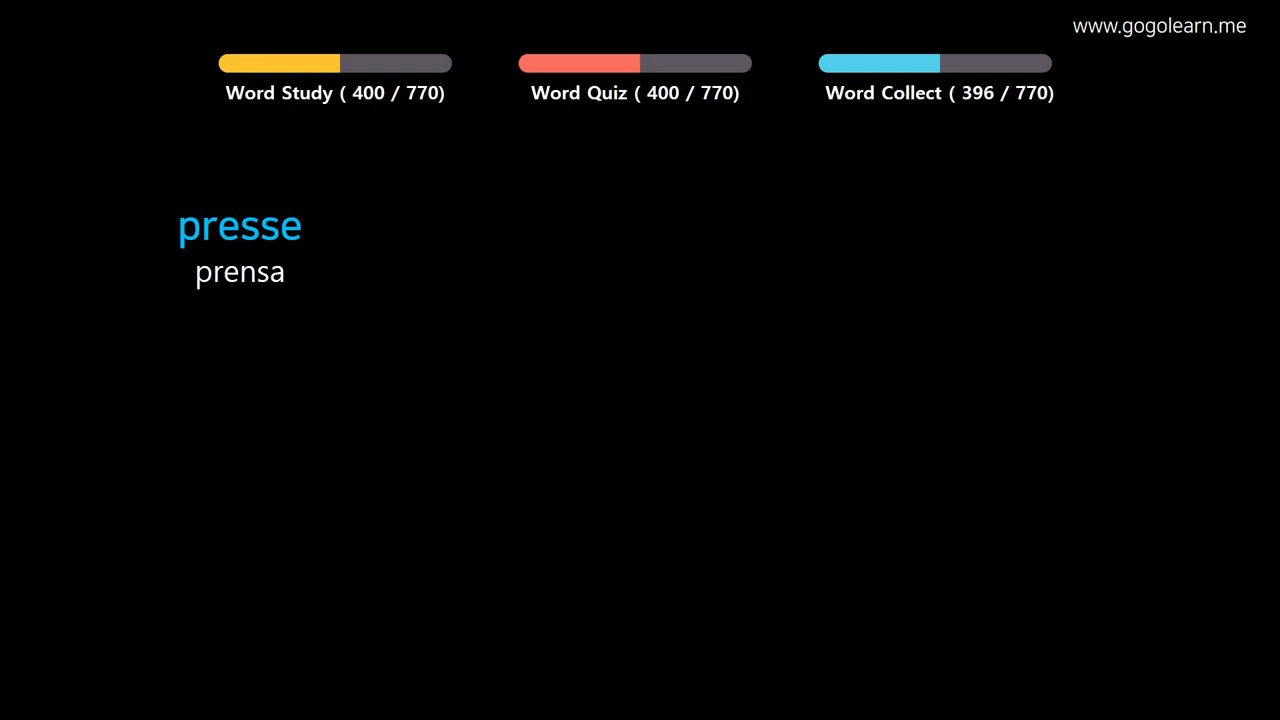 www.gogolearn.me
Word Study ( 400 / 770)
Word Quiz ( 400 / 770)
Word Collect ( 396 / 770)
presse
prensa